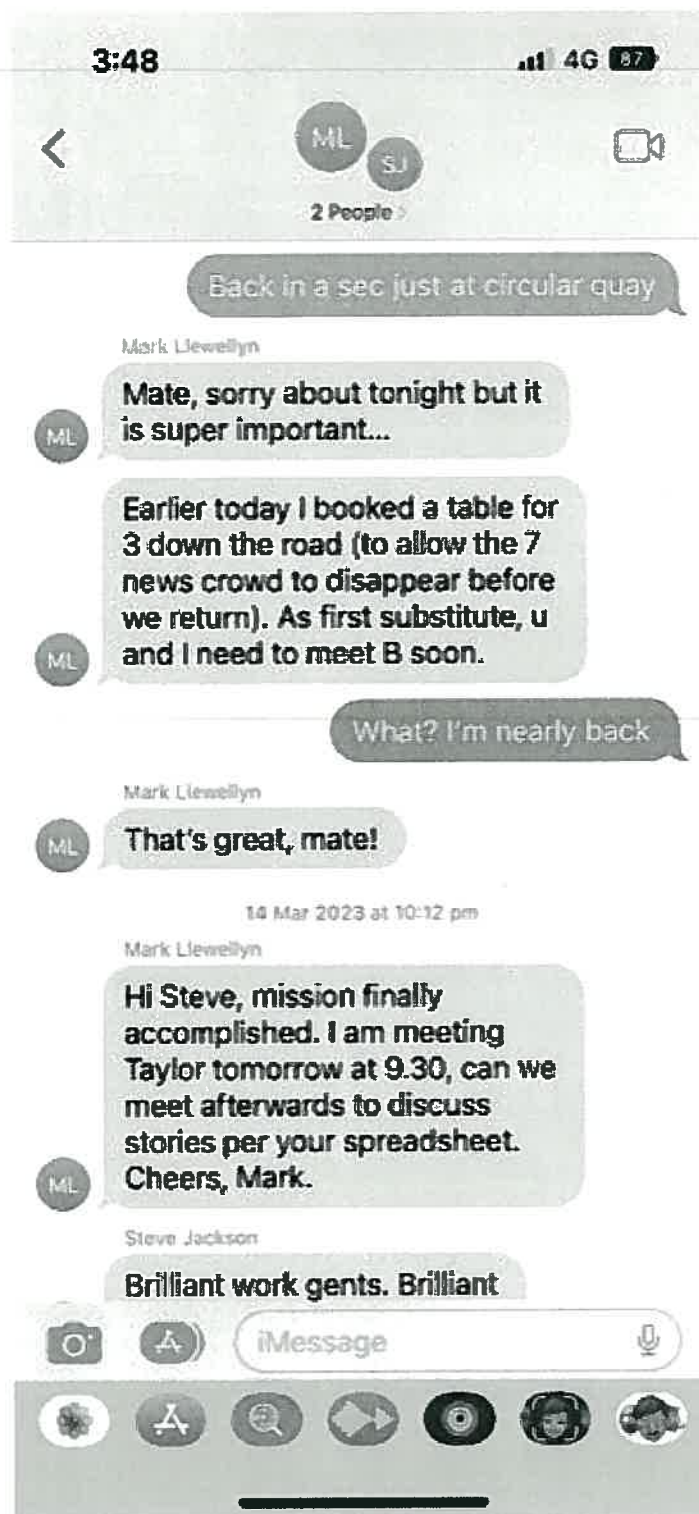 3:48
4G 87
ML
SJ
2 People >
Back in a sec just at circular quay
Mark Llewellyn
Mate, sorry about tonight but it
is super important...
ML
Earlier today I booked a table for
3 down the road (to allow the 7
news crowd to disappear before
we return). As first substitute, u
and I need to meet B soon.
ML
What? I'm nearly back
Mark Llewellyn
That's great, mate!
ML
14 Mar 2023 at 10:12 pm
Mark Llewellyn
Hi Steve, mission finally
accomplished. I am meeting
Taylor tomorrow at 9.30, can we
meet afterwards to discuss
stories per your spreadsheet.
Cheers, Mark.
ML
Steve Jackson
Brilliant work gents. Brilliant
iMessage